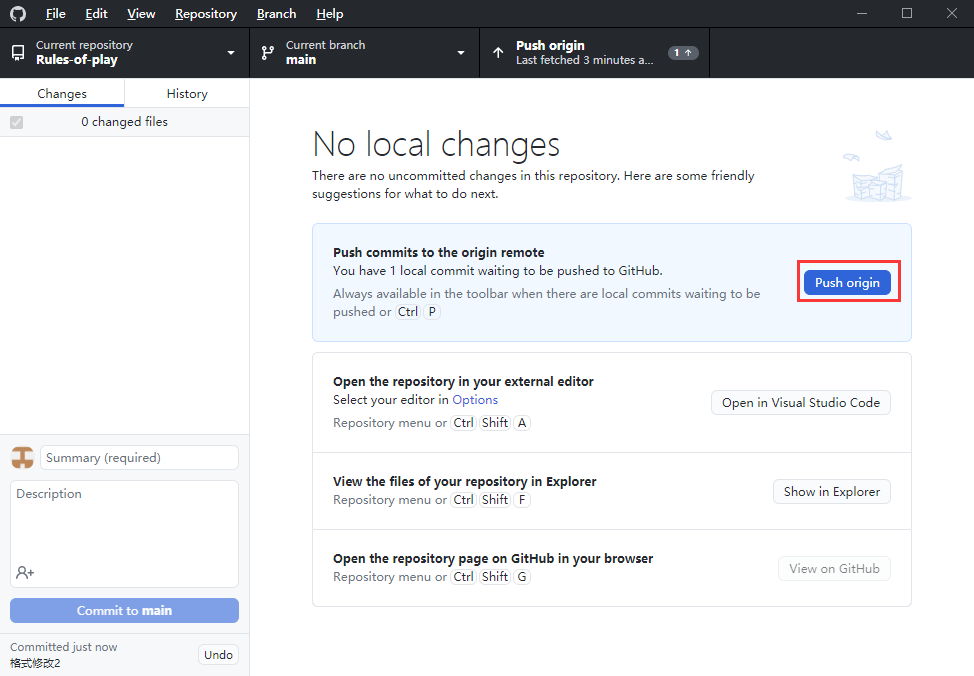 File Edit View Repository Branch Help
Current repository
Rules-of-play
Current branch
main
Push origin
Last fetched 3 minutes a...
1
Changes
History
0 changed files
No local changes
There are no uncommitted changes in this repository. Here are some friendly
suggestions for what to do next.
Push commits to the origin remote
You have 1 local commit waiting to be pushed to GitHub.
Always available in the toolbar when there are local commits waiting to be
pushed or Ctrl P
Push origin
Open the repository in your external editor
Select your editor in Options
Repository menu or Ctrl Shift A
Open in Visual Studio Code
View the files of your repository in Explorer
Repository menu or Ctrl Shift F
Show in Explorer
Open the repository page on GitHub in your browser
Repository menu or Ctrl Shift G
View on GitHub
Summary (required)
Description
Commit to main
Committed just now
格式修改2
Undo